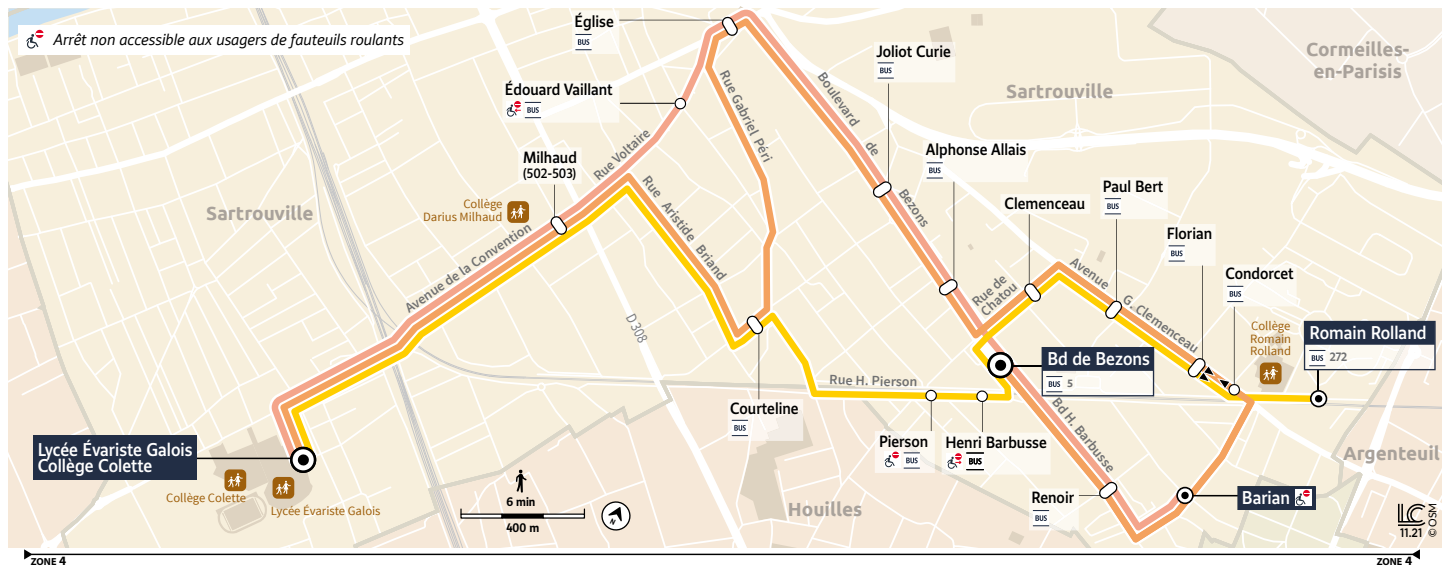 Arrêt non accessible aux usagers de fauteuils roulants
Église
BUS
Édouard Vaillant
BUS
Milhaud
(502-503)
Collège
Darius Milhaud
Sartrouville
Avenue de la Convention
Rue Voltaire
Rue Gabriel Péri
Rue Aristide Briand
D 308
Boulevard de Bezons
Joliot Curie
BUS
Sartrouville
Cormeilles-
en-Parisis
Alphonse Allais
BUS
Clemenceau
Paul Bert
BUS
Florian
BUS
Condorcet
BUS
Rue de
Chatou
Avenue G. Clemenceau
Collège
Romain
Rolland
Romain Rolland
BUS 272
Bd de Bezons
BUS 5
Rue H. Pierson
Courteline
BUS
Pierson
BUS
Henri Barbusse
BUS
Bd H. Barbusse
Renoir
BUS
Barian
Argenteuil
Houilles
Lycée Évariste Galois
Collège Colette
Collège Colette
Lycée Évariste Galois
6 min
400 m
N
LC
11.21
© OSM
ZONE 4
ZONE 4